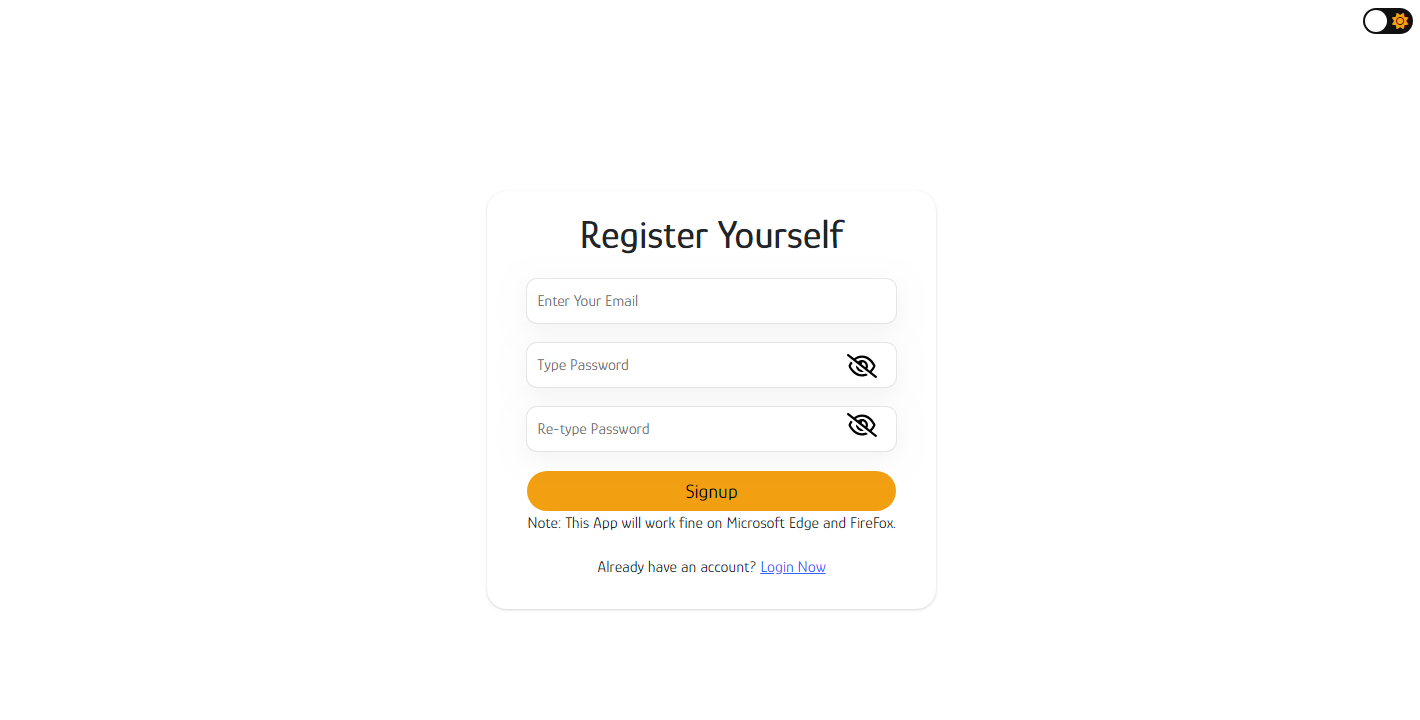 Register Yourself
Enter Your Email
Type Password
Re-type Password
Signup
Note: This App will work fine on Microsoft Edge and FireFox.
Already have an account? Login Now